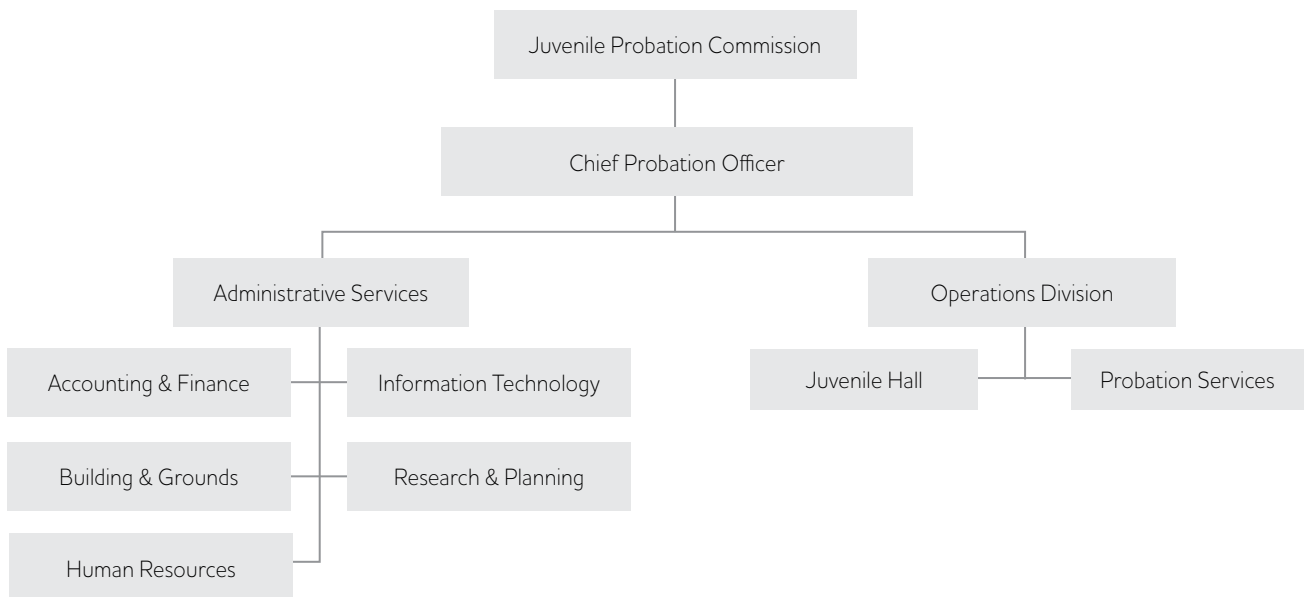 Juvenile Probation Commission
Chief Probation Officer
Administrative Services
Operations Division
Accounting & Finance
Information Technology
Juvenile Hall
Probation Services
Building & Grounds
Research & Planning
Human Resources